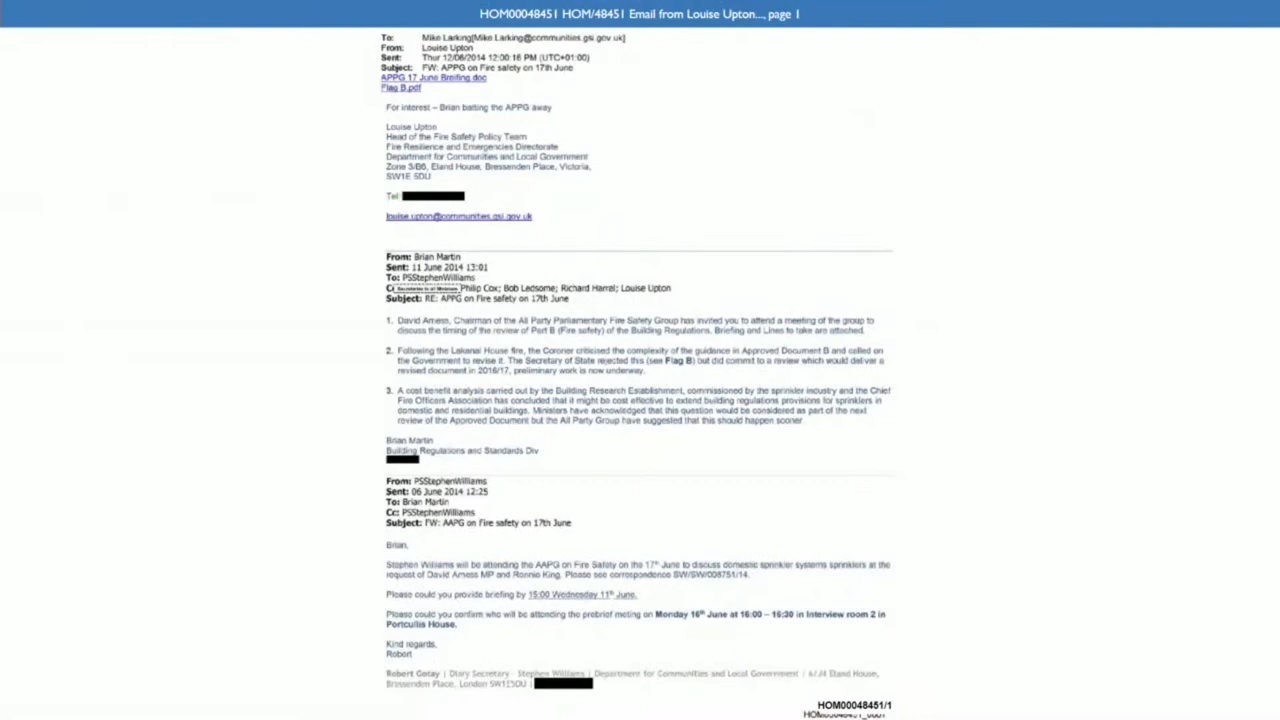 HOM00048451 HOM/48451 Email from Louise Upton..., page 1
To: Mike Larking[Mike.Larking@communities.gsi.gov.uk]
From: Louise Upton
Sent: Thur 12/06/2014 12:00:16 PM (UTC+01:00)
Subject: FW: APPG on Fire safety on 17th June
APPG 17 June Breifing.doc
Flag B.pdf
For interest – Brian batting the APPG away
Louise Upton
Head of the Fire Safety Policy Team
Fire Resilience and Emergencies Directorate
Department for Communities and Local Government
Zone 3/B6, Eland House, Bressenden Place, Victoria,
SW1E 5DU
Tel:
louise.upton@communities.gsi.gov.uk
From: Brian Martin
Sent: 11 June 2014 13:01
To: PSStephenWilliams
Philip Cox; Bob Ledsome; Richard Harral; Louise Upton
Subject: RE: APPG on Fire safety on 17th June
1. David Amess, Chairman of the All Party Parliamentary Fire Safety Group has invited you to attend a meeting of the group to
discuss the timing of the review of Part B (Fire safety) of the Building Regulations. Briefing and Lines to take are attached.
2. Following the Lakanal House fire, the Coroner criticised the complexity of the guidance in Approved Document B and called on
the Government to revise it. The Secretary of State rejected this (see Flag B) but did commit to a review which would deliver a
revised document in 2016/17, preliminary work is now underway.
3. A cost benefit analysis carried out by the Building Research Establishment, commissioned by the sprinkler industry and the Chief
Fire Officers Association has concluded that it might be cost effective to extend building regulations provisions for sprinklers in
domestic and residential buildings. Ministers have acknowledged that this question would be considered as part of the next
review of the Approved Document but the All Party Group have suggested that this should happen sooner
Brian Martin
Building Regulations and Standards Div
From: PSStephenWilliams
Sent: 06 June 2014 12:25
To: Brian Martin
Cc: PSStephenWilliams
Subject: FW: AAPG on Fire safety on 17th June
Brian,
Stephen Williams will be attending the AAPG on Fire Safety on the 17th June to discuss domestic sprinkler systems sprinklers at the
request of David Amess MP and Ronnie King. Please see correspondence SW/SW/008751/14.
Please could you provide briefing by 15:00 Wednesday 11th June.
Please could you confirm who will be attending the prebrief meting on Monday 16th June at 16:00 – 16:30 in Interview room 2 in
Portcullis House.
Kind regards,
Robert
Diary Secretary - Stephen Williams | Department for Communities and Local Government | Eland House,
Bressenden Place, London SW1E5DU |
HOM00048451/1
HOM00048451_0001